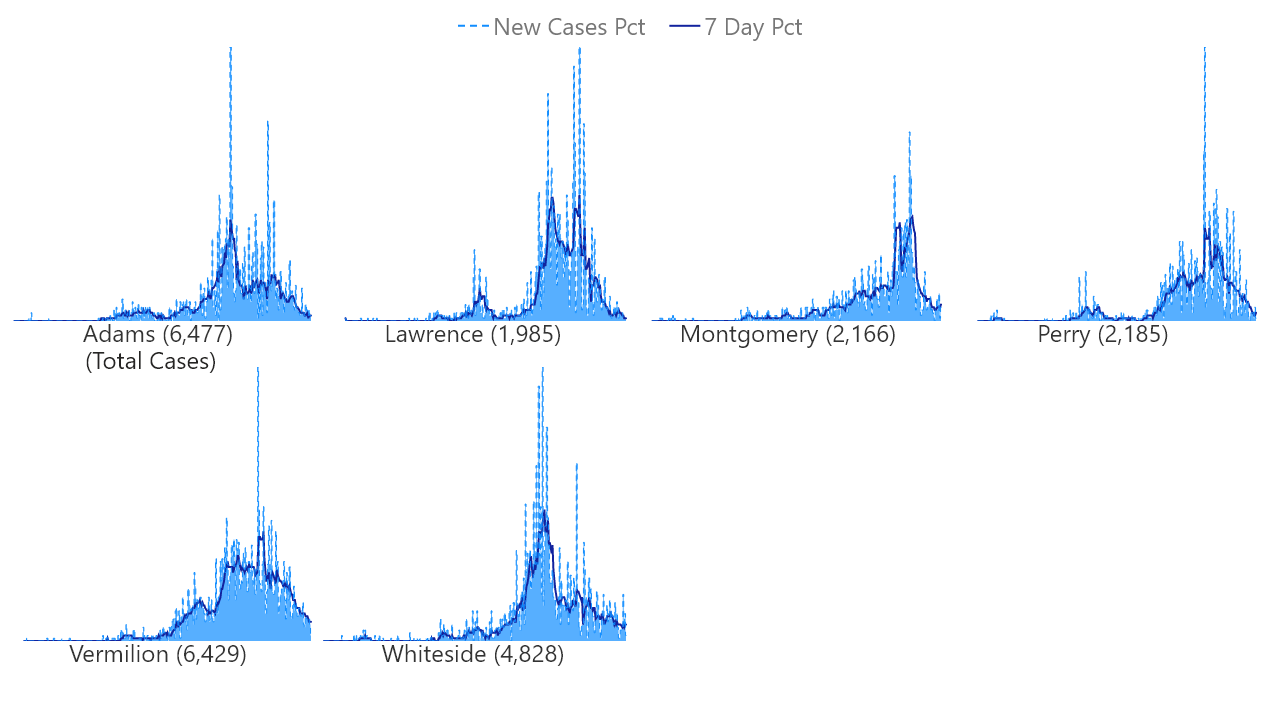 New Cases Pct 7 Day Pct
Adams (6,477)
(Total Cases)
Lawrence (1,985)
Montgomery (2,166)
Perry (2,185)
Vermilion (6,429)
Whiteside (4,828)